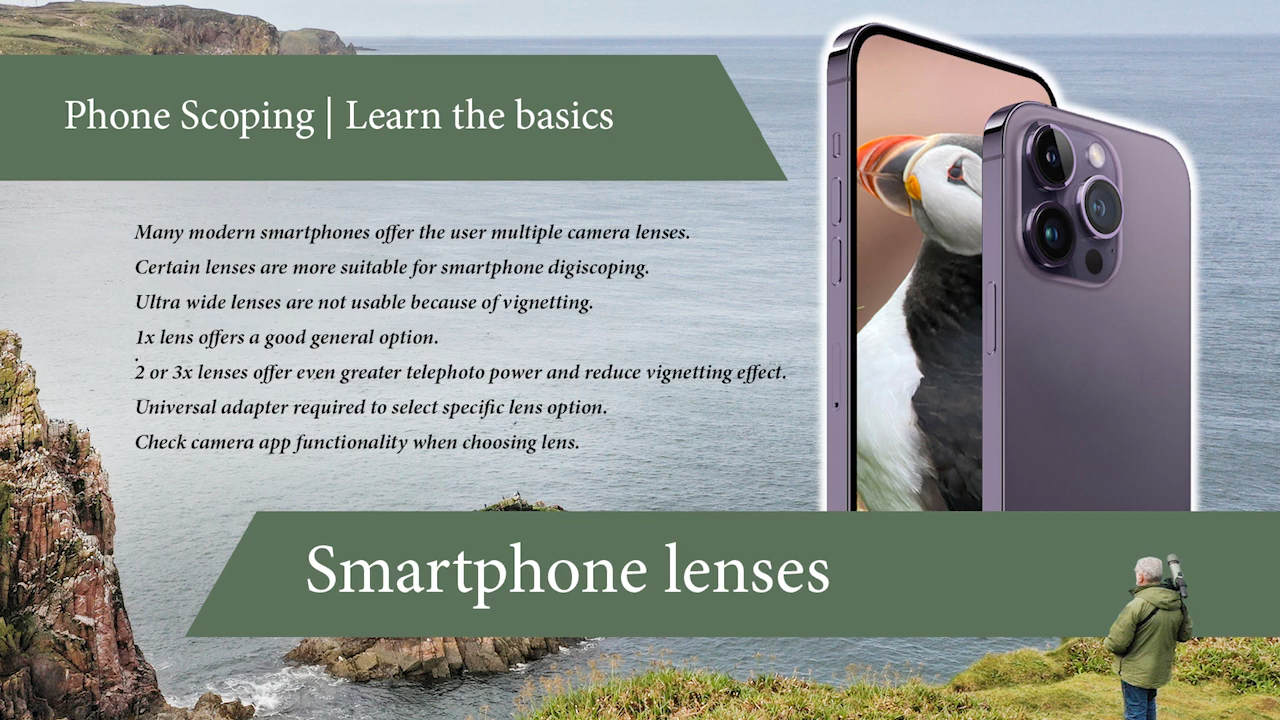 Phone Scoping | Learn the basics
Many modern smartphones offer the user multiple camera lenses.
Certain lenses are more suitable for smartphone digiscoping.
Ultra wide lenses are not usable because of vignetting.
1x lens offers a good general option.
.
2 or 3x lenses offer even greater telephoto power and reduce vignetting effect.
Universal adapter required to select specific lens option.
Check camera app functionality when choosing lens.
Smartphone lenses